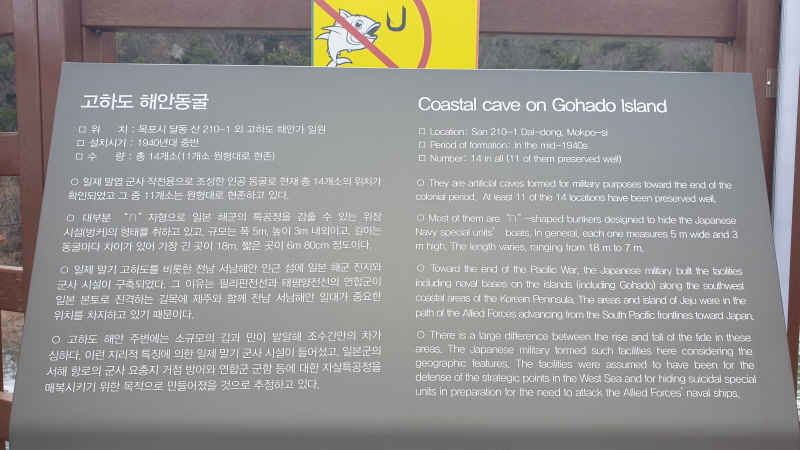 고하도 해안동굴
□ 위 치 : 목포시 달동 산 210-1 외 고하도 해안가 일원
□ 설치시기 : 1940년대 중반
□ 수 량 : 총 14개소(11개소 원형대로 현존)
○ 일제 말엽 군사 작전용으로 조성한 인공 동굴로 현재 총 14개소의 위치가
확인되었고 그 중 11개소는 원형대로 현존하고 있다.
○ 대부분 “∩”자형으로 일본 해군의 특공정을 감출 수 있는 위장
시설(벙커)의 형태를 취하고 있고, 규모는 폭 5m, 높이 3m 내외이고, 길이는
동굴마다 차이가 있어 가장 긴 곳이 18m, 짧은 곳이 6m 80cm 정도이다.
○ 일제 말기 고하도를 비롯한 전남 서남해안 인근 섬에 일본 해군 진지와
군사 시설이 구축되었다. 그 이유는 필리핀전선과 태평양전선의 연합군이
일본 본토로 진격하는 길목에 제주와 함께 전남 서남해안 일대가 중요한
위치를 차지하고 있기 때문이다.
○ 고하도 해안 주변에는 소규모의 갑과 만이 발달해 조수간만의 차가
심하다. 이런 지리적 특징에 의한 일제 말기 군사 시설이 들어섰고, 일본군의
서해 항로의 군사 요충지 거점 방어와 연합군 군함 등에 대한 자살특공정을
매복시키기 위한 목적으로 만들어졌을 것으로 추정하고 있다.
Coastal cave on Gohado Island
□ Location: San 210-1 Dal-dong, Mokpo-si
□ Period of formation: In the mid-1940s
□ Number: 14 in all (11 of them preserved well)
○ They are artificial caves formed for military purposes toward the end of the
colonial period. At least 11 of the 14 locations have been preserved well.
○ Most of them are “∩”-shaped bunkers designed to hide the Japanese
Navy special units’ boats. In general, each one measures 5 m wide and 3
m high. The length varies, ranging from 18 m to 7 m.
○ Toward the end of the Pacific War, the Japanese military built the facilities
including naval bases on the islands (including Gohado) along the southwest
coastal areas of the Korean Peninsula. The areas and island of Jeju were in the
path of the Allied Forces advancing from the South Pacific frontlines toward Japan.
○ There is a large difference between the rise and fall of the tide in these
areas. The Japanese military formed such facilities here considering the
geographic features. The facilities were assumed to have been for the
defense of the strategic points in the West Sea and for hiding suicidal special
units in preparation for the need to attack the Allied Forces’ naval ships.